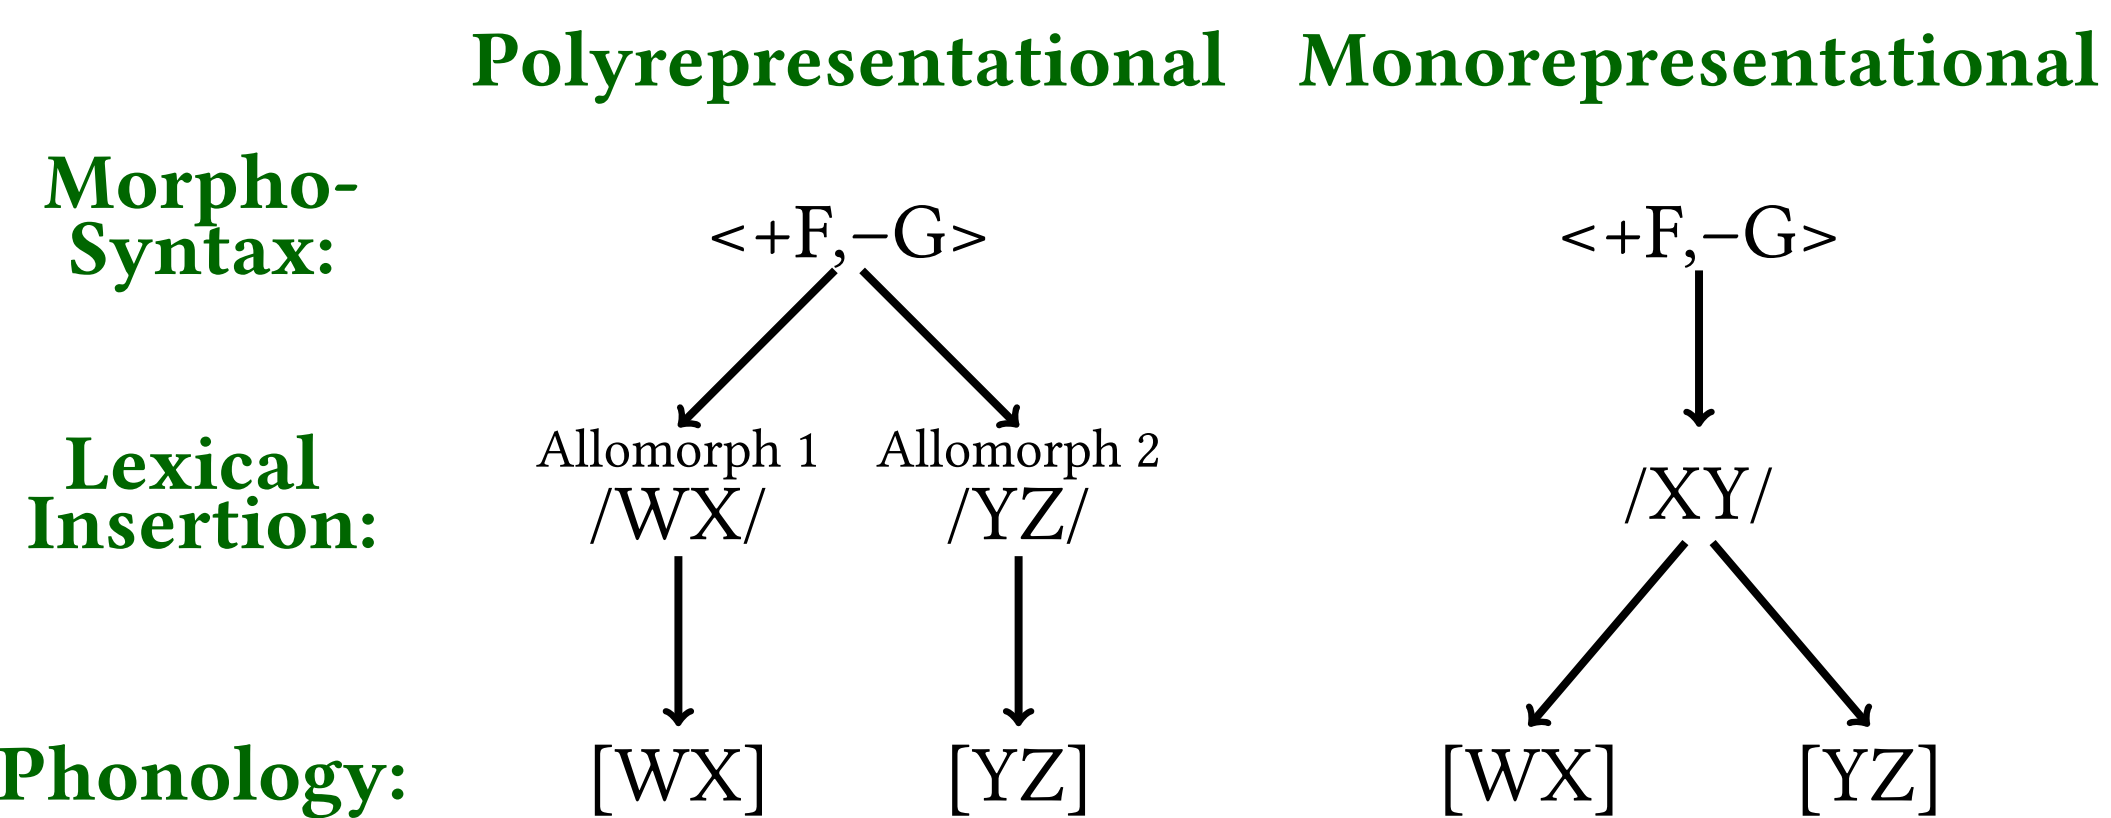 Polyrepresentational Monorepresentational
Morpho-
Syntax:
<+F,−G> <+F,−G>
Allomorph 1 Allomorph 2
Lexical
Insertion:
/WX/ /YZ/ /XY/
Phonology:
[WX] [YZ] [WX] [YZ]